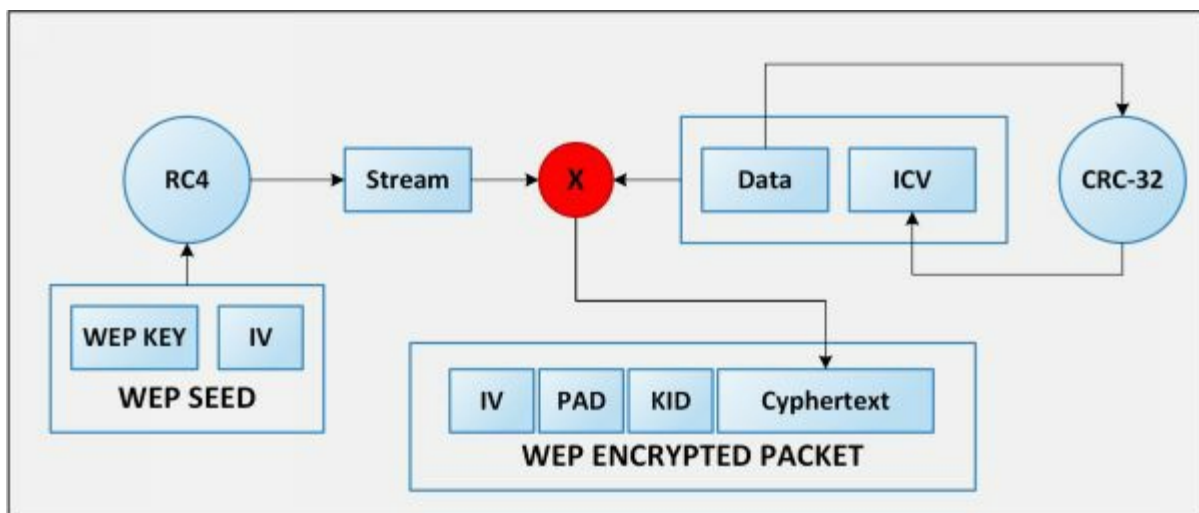 RC4
Stream
X
Data
ICV
CRC-32
WEP KEY
IV
WEP SEED
IV
PAD
KID
Cyphertext
WEP ENCRYPTED PACKET